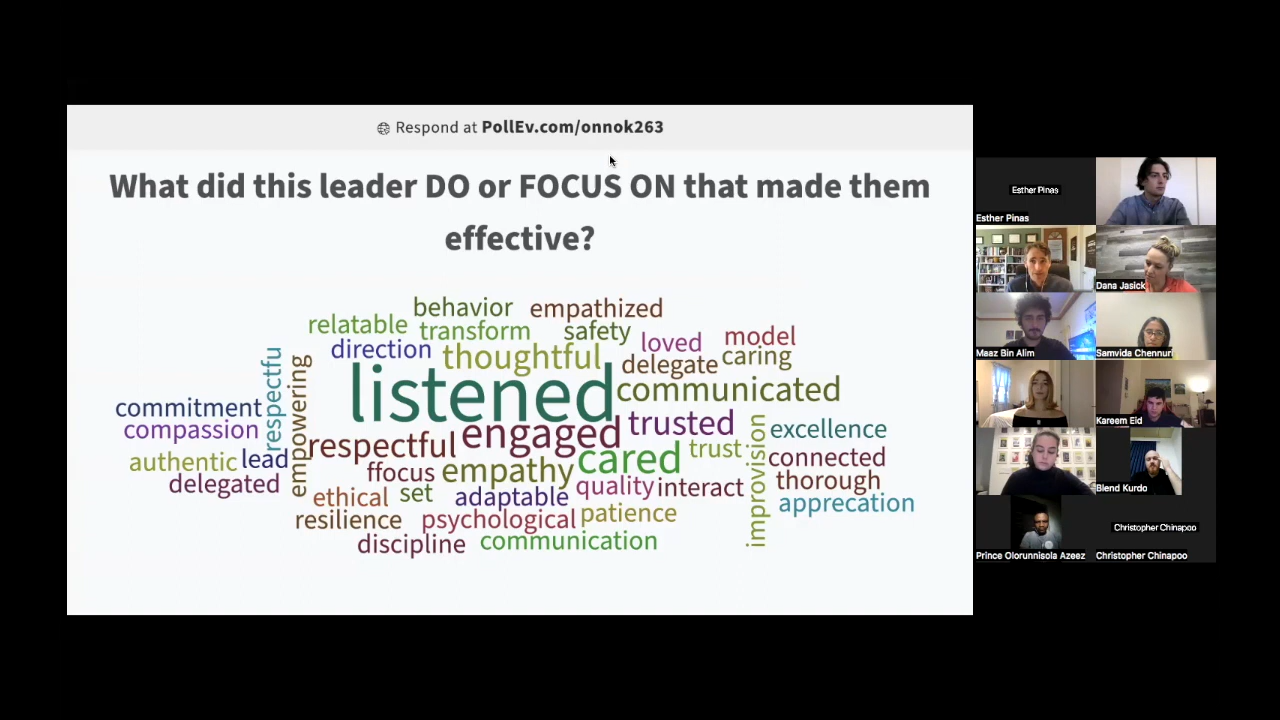 Respond at PollEv.com/onnok263
What did this leader DO or FOCUS ON that made them
effective?
behavior empathized
relatable transform safety loved model
direction thoughtful delegate caring
listened communicated
commitment respectfu empowering
compassion respectful engaged trusted excellence
authentic lead ffocus empathy cared trust improvision connected
delegated ethical set adaptable quality interact thorough
resilience psychological patience apprecation
discipline communication
Esther Pinas
Esther Pinas
Dana Jasick
Maaz Bin Alim
Samvida Chennuri
Kareem Eid
Blend Kurdo
Prince Olorunnisola Azeez
Christopher Chinapoo
Christopher Chinapoo